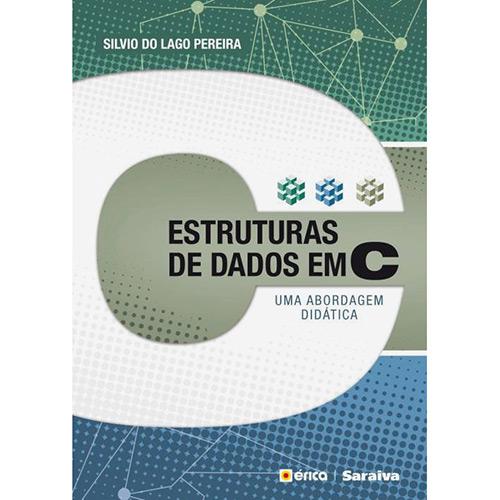 SILVIO DO LAGO PEREIRA
ESTRUTURAS
DE DADOS EM C
UMA ABORDAGEM
DIDÁTICA
érica | Saraiva